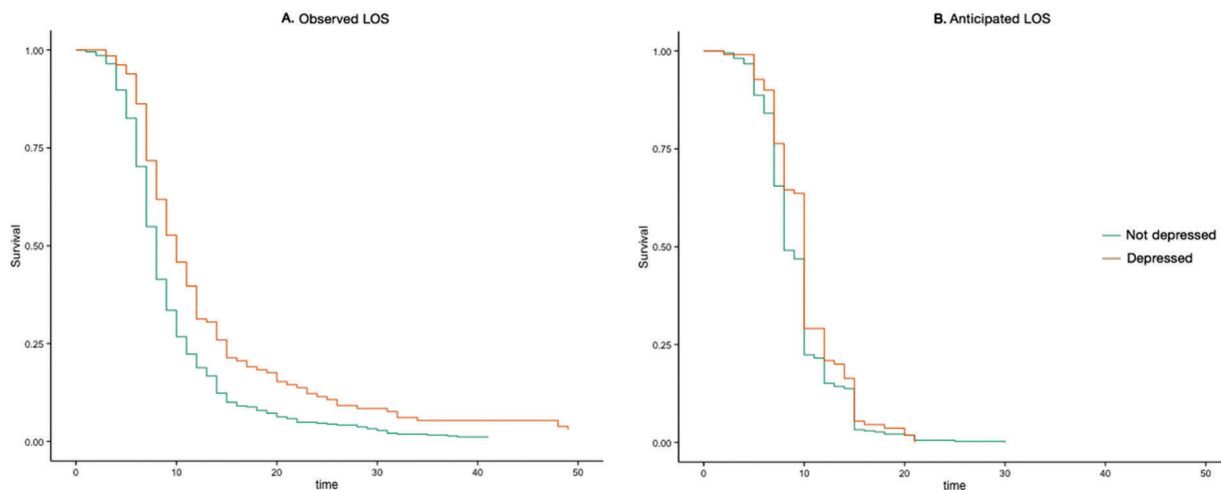 A. Observed LOS
1.00
0.75
0.50
0.25
0.00
Survival
0
10
20
30
40
50
time
B. Anticipated LOS
1.00
0.75
0.50
0.25
0.00
Survival
0
10
20
30
40
50
time
Not depressed
Depressed